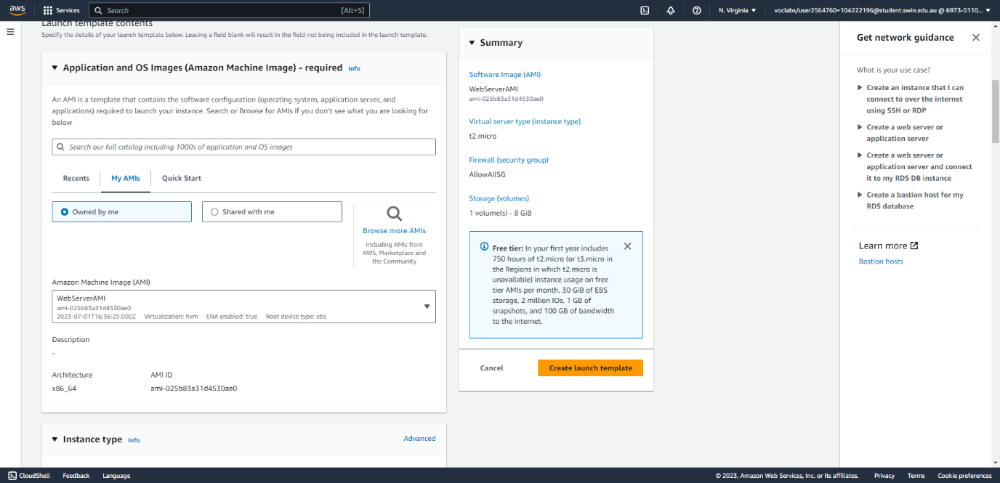 aws
Services
Search
[Alt+S]
N. Virginia
voclabs/user2564760=104222196@student.swin.edu.au @ 6973-5110...
Launch template contents
Specify the details of your launch template below. Leaving a field blank will result in the field not being included in the launch template.
Application and OS Images (Amazon Machine Image) - required Info
An AMI is a template that contains the software configuration (operating system, application server, and
applications) required to launch your instance. Search or Browse for AMIs if you don't see what you are looking for
below
Search our full catalog including 1000s of application and OS images
Recents
My AMIs
Quick Start
Owned by me
Shared with me
Browse more AMIs
Including AMIs from
AWS, Marketplace and
the Community
Amazon Machine Image (AMI)
WebServerAMI
ami-025b83a31d4530ae0
2023-07-01T16:36:29.000Z Virtualization: hvm ENA enabled: true Root device type: ebs
Description
-
Architecture
AMI ID
x86_64
ami-025b83a31d4530ae0
Instance type Info
Advanced
Summary
Software Image (AMI)
WebServerAMI
ami-025b83a31d4530ae0
Virtual server type (instance type)
t2.micro
Firewall (security group)
AllowAllSG
Storage (volumes)
1 volume(s) - 8 GiB
Free tier: In your first year includes
750 hours of t2.micro (or t3.micro in
the Regions in which t2.micro is
unavailable) instance usage on free
tier AMIs per month, 30 GiB of EBS
storage, 2 million IOs, 1 GB of
snapshots, and 100 GB of bandwidth
to the internet.
Cancel
Create launch template
Get network guidance
What is your use case?
Create an instance that I can
connect to over the internet
using SSH or RDP
Create a web server or
application server
Create a web server or
application server and connect
it to my RDS DB instance
Create a bastion host for my
RDS database
Learn more
Bastion hosts
CloudShell
Feedback
Language
© 2023, Amazon Web Services, Inc. or its affiliates.
Privacy
Terms
Cookie preferences